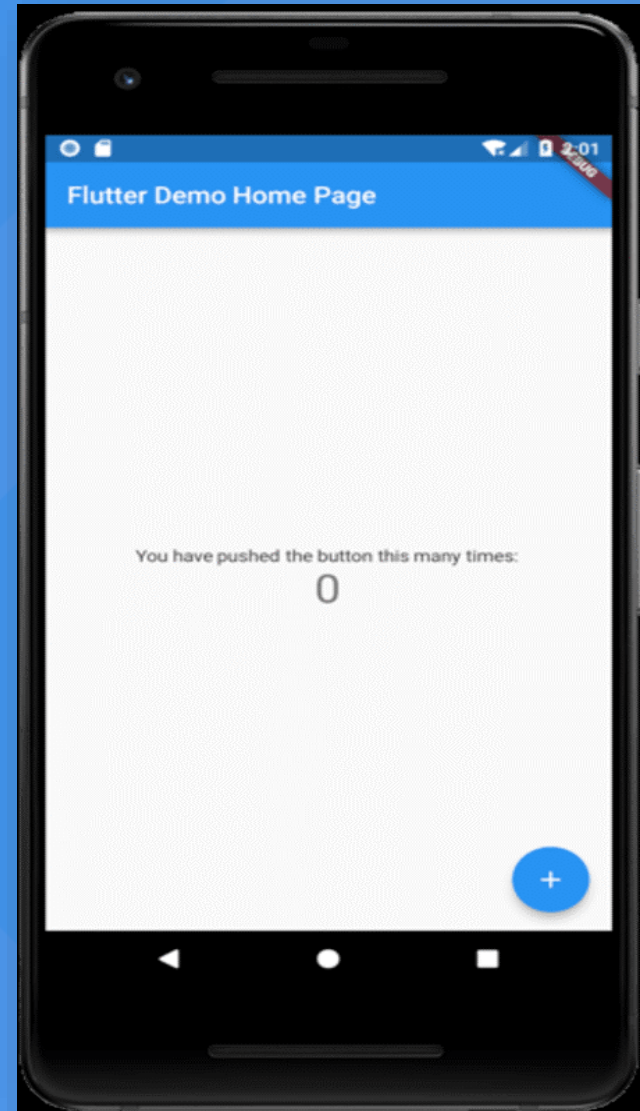 2:01
DEBUG
Flutter Demo Home Page
You have pushed the button this many times:
0
+